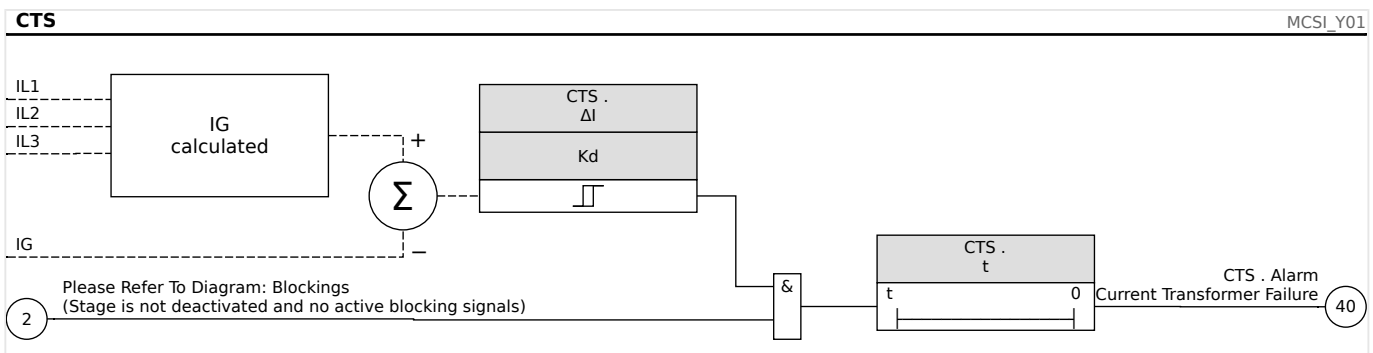 CTS
MCSI_Y01
IL1
IL2
IL3
IG
calculated
+
Σ
−
IG
CTS .
ΔI
Kd
Please Refer To Diagram: Blockings
(Stage is not deactivated and no active blocking signals)
2
&
CTS .
t
t 0
CTS . Alarm
Current Transformer Failure
40